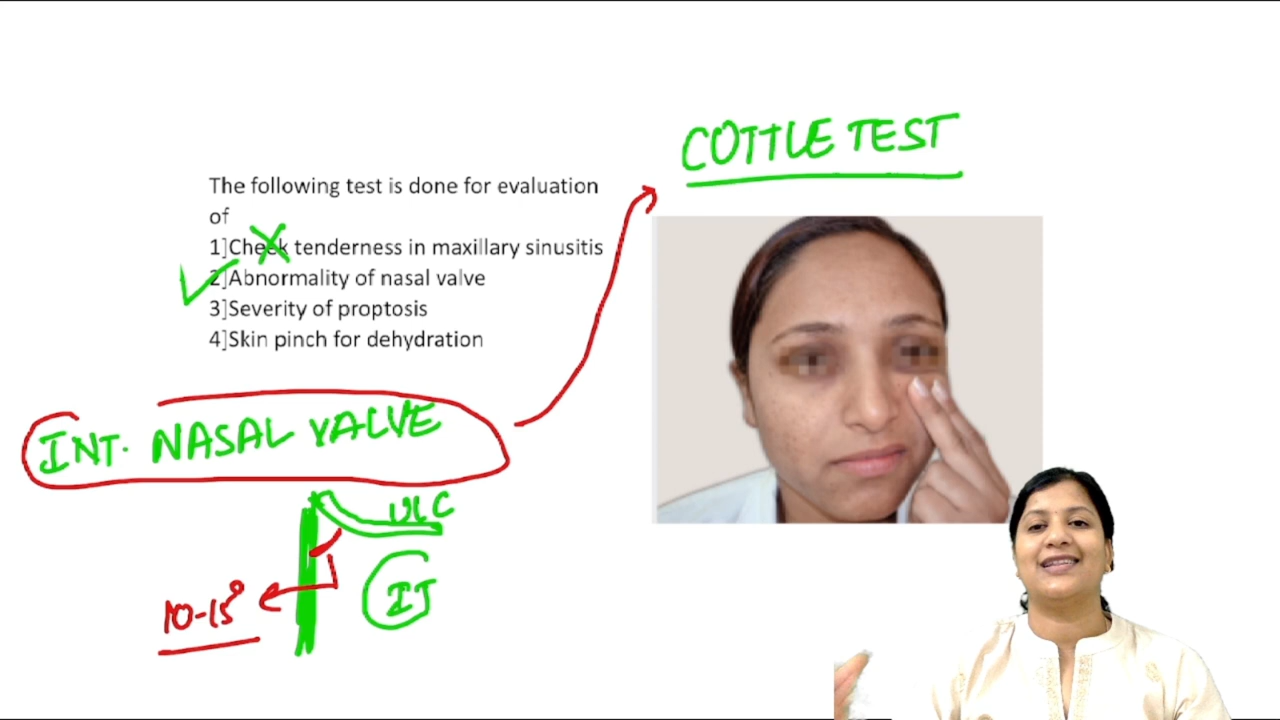 COTTLE TEST
The following test is done for evaluation
of
1]Cheek tenderness in maxillary sinusitis
2]Abnormality of nasal valve
3]Severity of proptosis
4]Skin pinch for dehydration
INT. NASAL VALVE
ULC
IT
10-15°